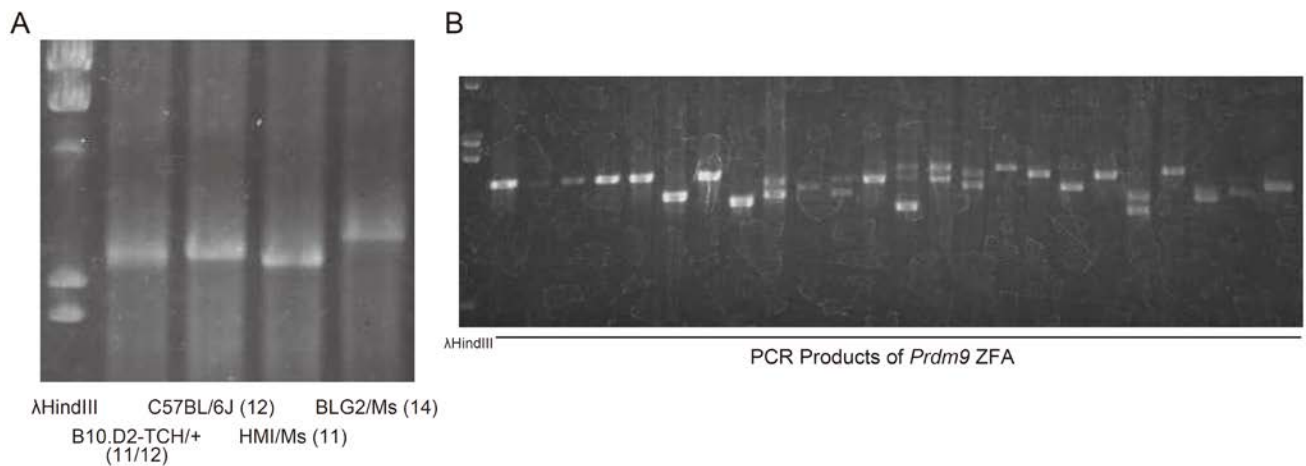 A
B
λHindIII C57BL/6J (12) BLG2/Ms (14)
B10.D2-TCH/+ HMI/Ms (11)
(11/12)
λHindIII
PCR Products of Prdm9 ZFA